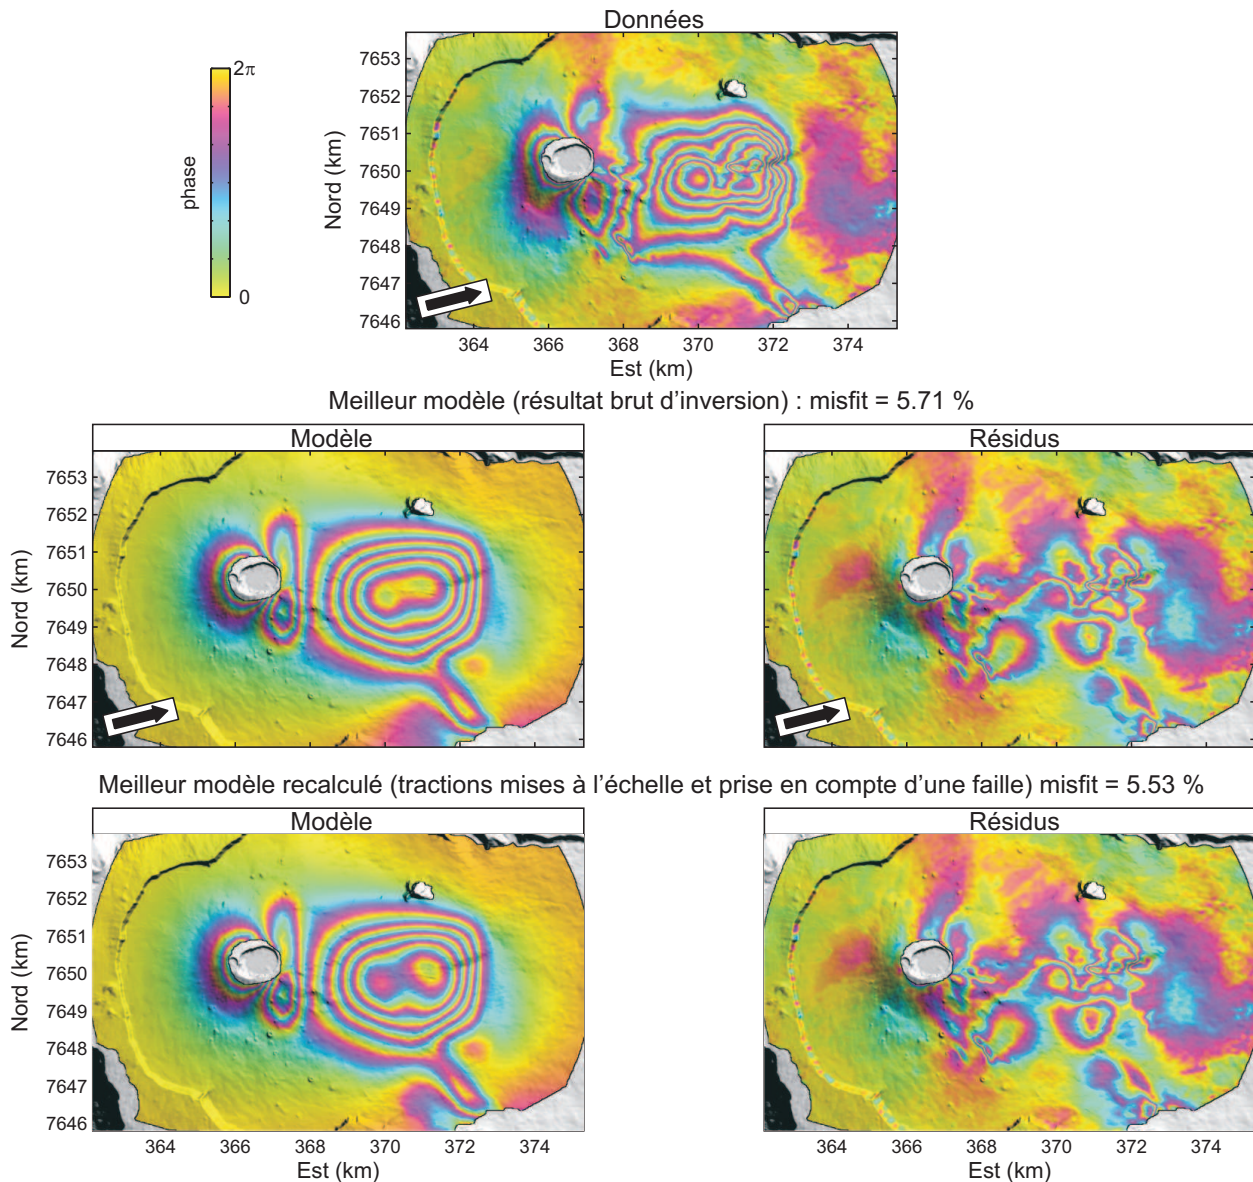 Données
2π
phase
0
7653
7652
7651
7650
7649
7648
7647
7646
Nord (km)
364 366 368 370 372 374
Est (km)
Meilleur modèle (résultat brut d’inversion) : misfit = 5.71 %
Modèle
Résidus
7653
7652
7651
7650
7649
7648
7647
7646
Nord (km)
Meilleur modèle recalculé (tractions mises à l’échelle et prise en compte d’une faille) misfit = 5.53 %
Modèle
Résidus
7653
7652
7651
7650
7649
7648
7647
7646
Nord (km)
364 366 368 370 372 374
Est (km)
364 366 368 370 372 374
Est (km)